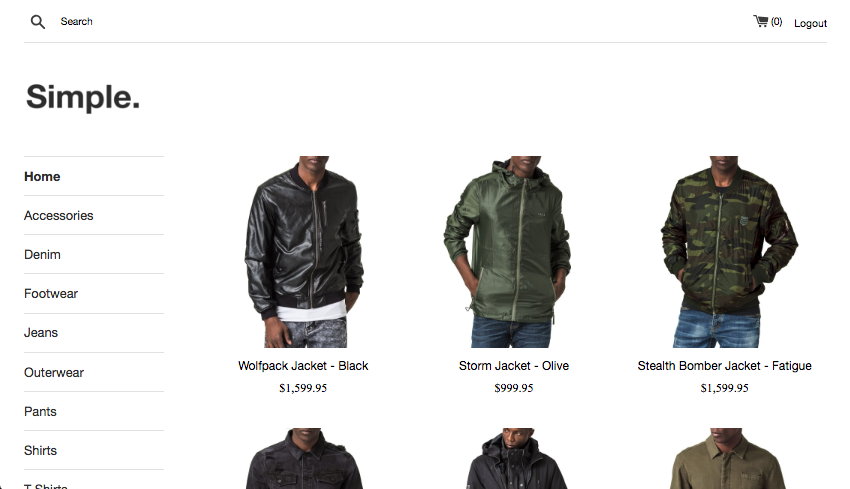 Search
(0) Logout
Simple.
Home
Accessories
Denim
Footwear
Jeans
Outerwear
Pants
Shirts
T-Shirts
Wolfpack Jacket - Black
$1,599.95
Storm Jacket - Olive
$999.95
Stealth Bomber Jacket - Fatigue
$1,599.95